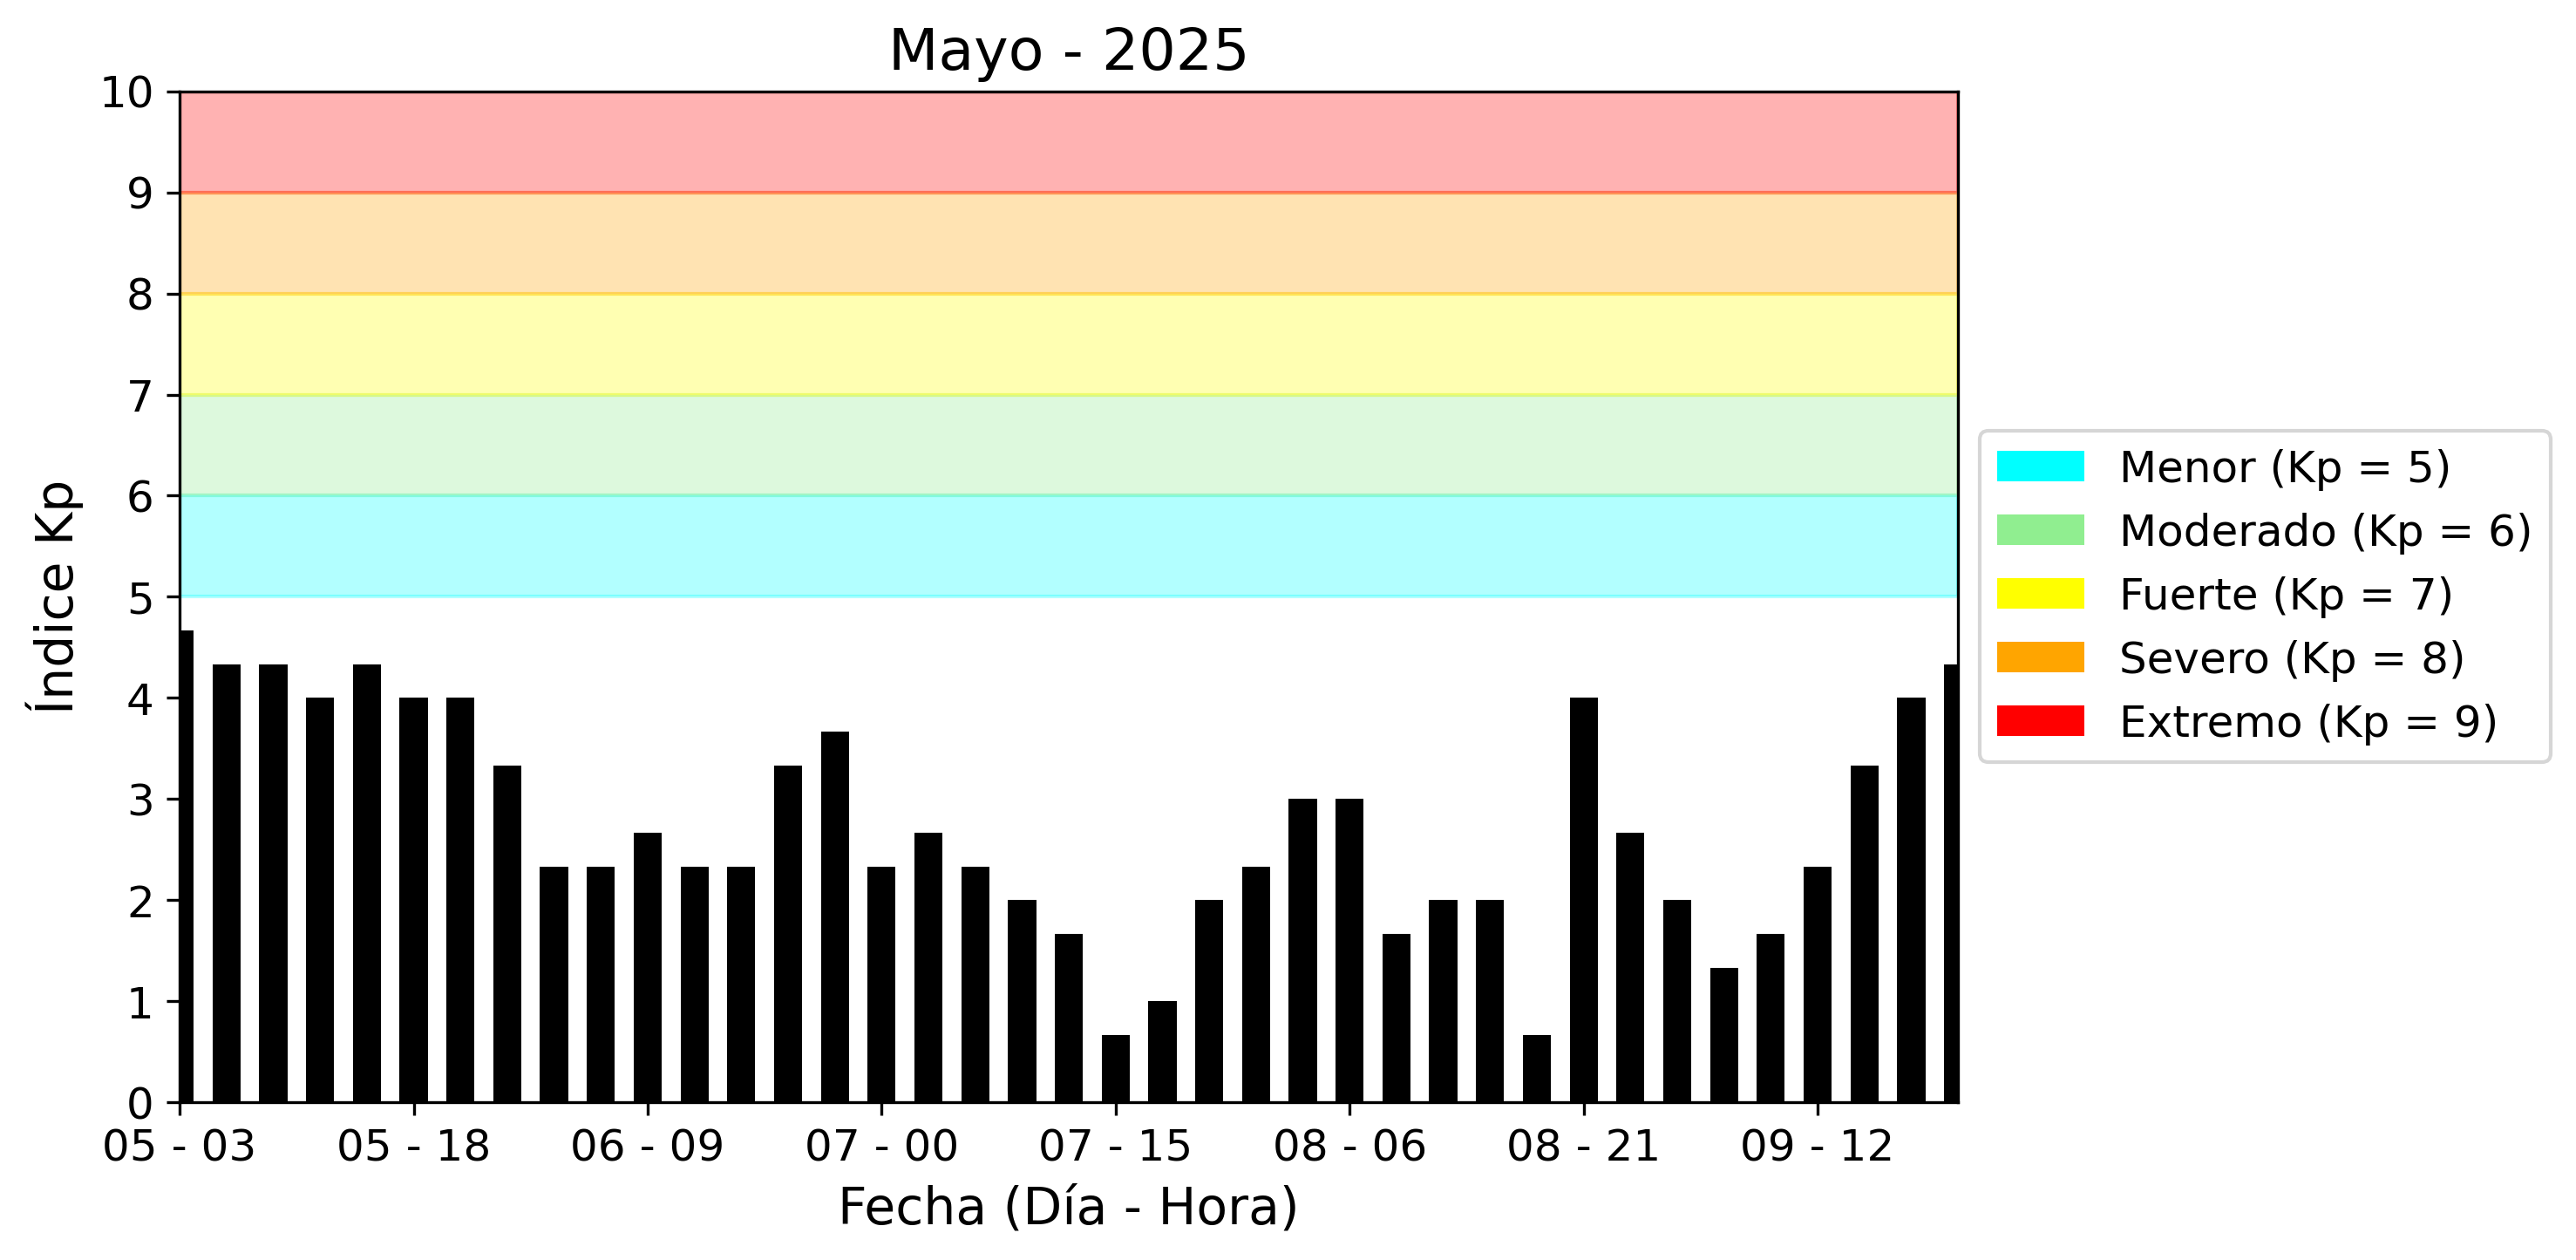 Mayo - 2025
10
9
8
7
6
5
4
3
2
1
0
Índice Kp
05 - 03
05 - 18
06 - 09
07 - 00
07 - 15
08 - 06
08 - 21
09 - 12
Fecha (Día - Hora)
Menor (Kp = 5)
Moderado (Kp = 6)
Fuerte (Kp = 7)
Severo (Kp = 8)
Extremo (Kp = 9)